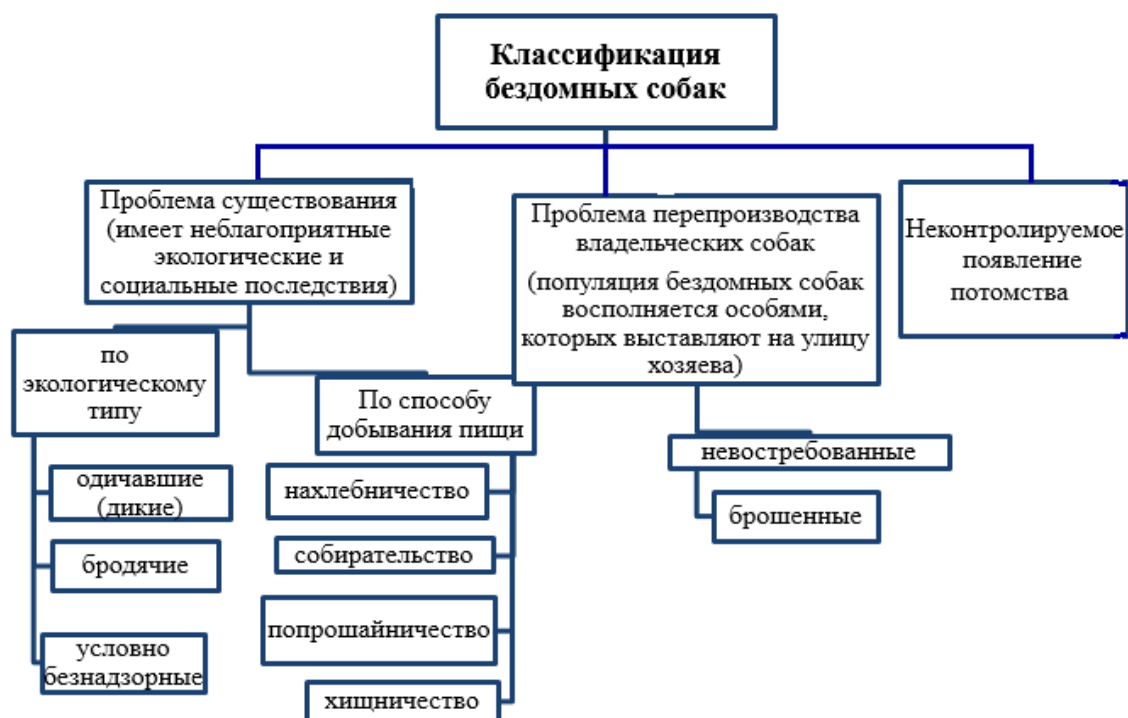 Классификация
бездомных собак
Проблема существования
(имеет неблагоприятные
экологические и
социальные последствия)
Проблема перепроизводства
владельческих собак
(популяция бездомных собак
восполняется особями,
которых выставляют на улицу
хозяева)
Неконтролируемое
появление
потомства
по
экологическому
типу
По способу
добывания пищи
одичавшие
(дикие)
бродячие
условно
безнадзорные
нахлебничество
собирательство
попрошайничество
хищничество
невостребованные
брошенные